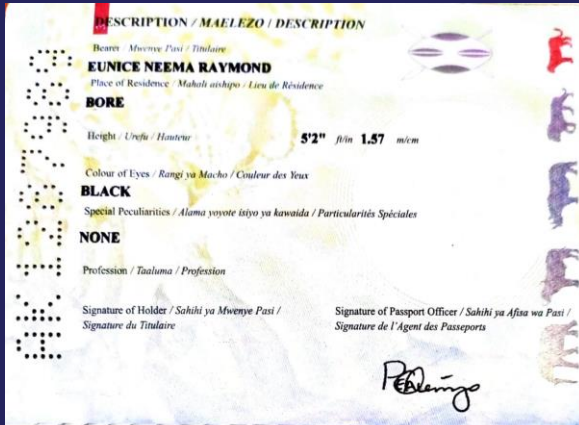 DESCRIPTION / MAELEZO / DESCRIPTION
Bearer / Mwenye Pasi / Titulaire
EUNICE NEEMA RAYMOND
Place of Residence / Mahali aishipo / Lieu de Résidence
BORE
Height / Urefu / Hauteur 5'2" ft/in 1.57 m/cm
Colour of Eyes / Rangi ya Macho / Couleur des Yeux
BLACK
Special Peculiarities / Alama yoyote isiyo ya kawaida / Particularités Spéciales
NONE
Profession / Taaluma / Profession
Signature of Holder / Sahihi ya Mwenye Pasi /
Signature du Titulaire
Signature of Passport Officer / Sahihi ya Afisa wa Pasi /
Signature de l'Agent des Passeports